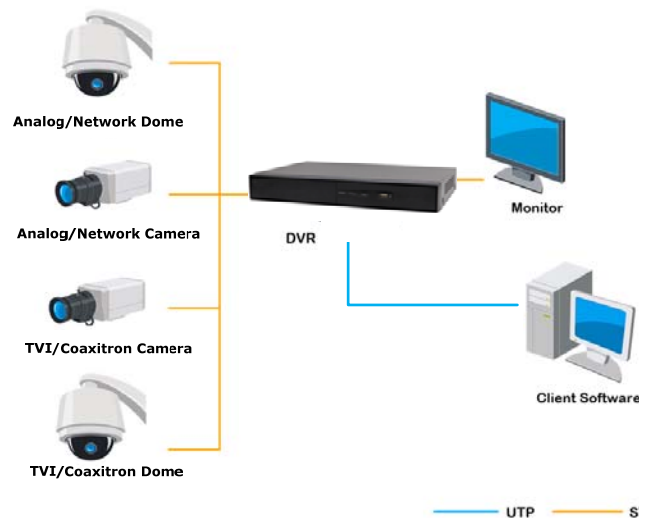 Analog/Network Dome
Monitor
Analog/Network Camera
DVR
TVI/Coaxitron Camera
Client Software
TVI/Coaxitron Dome
UTP
S